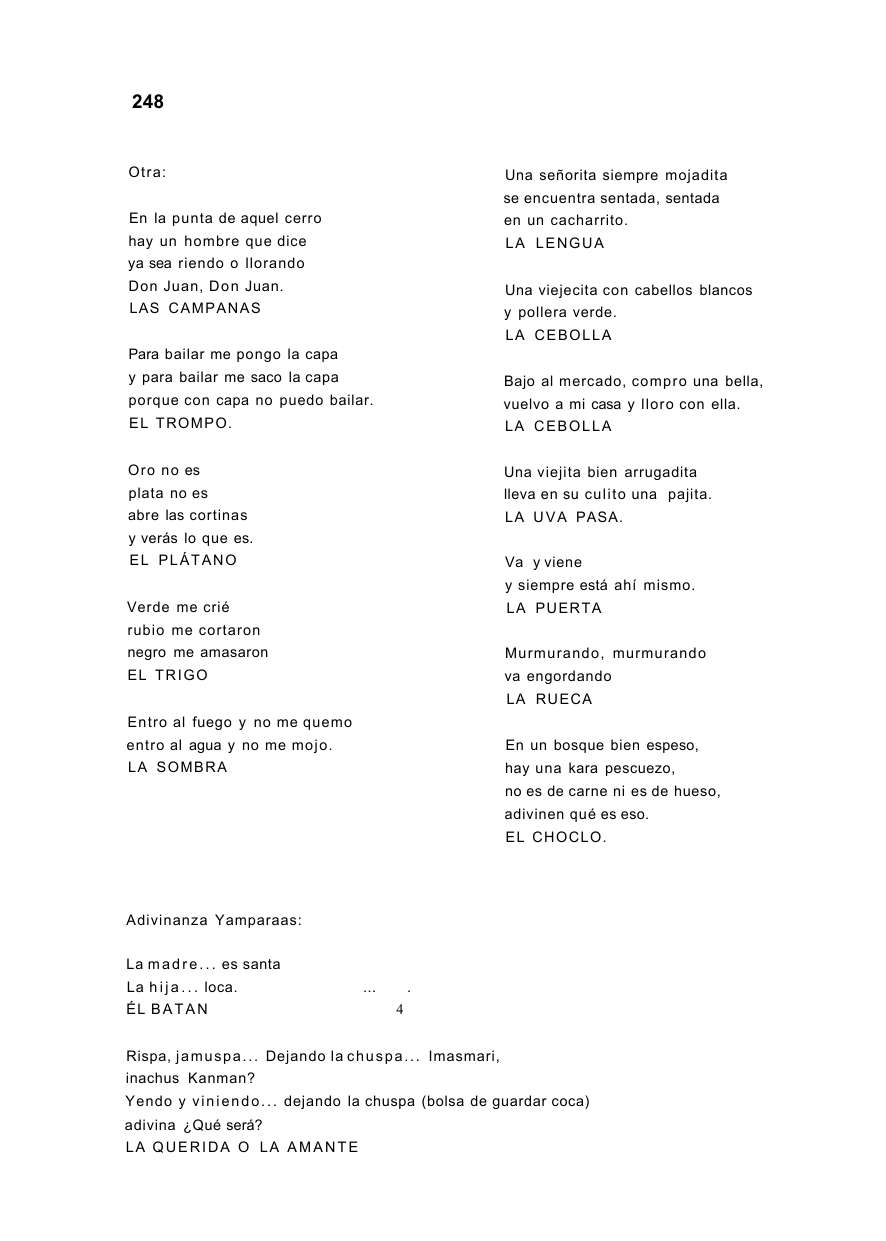 248
Otra:
En la punta de aquel cerro
hay un hombre que dice
ya sea riendo o llorando
Don Juan, Don Juan.
LAS CAMPANAS
Para bailar me pongo la capa
y para bailar me saco la capa
porque con capa no puedo bailar.
EL TROMPO.
Oro no es
plata no es
abre las cortinas
y verás lo que es.
EL PLÁTANO
Verde me crié
rubio me cortaron
negro me amasaron
EL TRIGO
Entro al fuego y no me quemo
entro al agua y no me mojo.
LA SOMBRA
Una señorita siempre mojadita
se encuentra sentada, sentada
en un cacharrito.
LA LENGUA
Una viejecita con cabellos blancos
y pollera verde.
LA CEBOLLA
Bajo al mercado, compro una bella,
vuelvo a mi casa y lloro con ella.
LA CEBOLLA
Una viejita bien arrugadita
lleva en su culito una pajita.
LA UVA PASA.
Va y viene
y siempre está ahí mismo.
LA PUERTA
Murmurando, murmurando
va engordando
LA RUECA
En un bosque bien espeso,
hay una kara pescuezo,
no es de carne ni es de hueso,
adivinen qué es eso.
EL CHOCLO.
Adivinanza Yamparaas:
La madre... es santa
La hija... loca. ... .
ÉL BATAN 4
Rispa, jamuspa... Dejando la chuspa... Imasmari,
inachus Kanman?
Yendo y viniendo... dejando la chuspa (bolsa de guardar coca)
adivina ¿Qué será?
LA QUERIDA O LA AMANTE